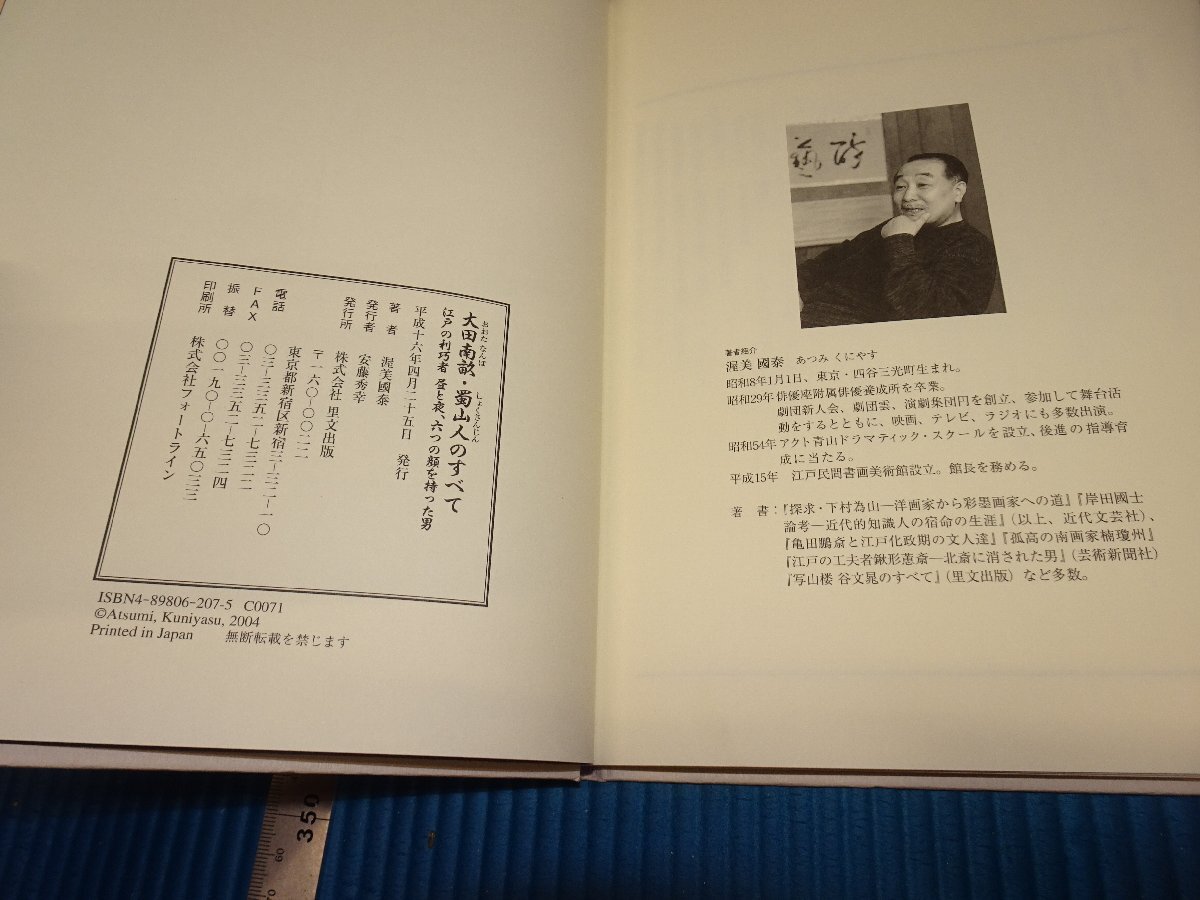 大田南畝・蜀山人のすべて
おおた なんぽ
しょくさんじん
江戸の利巧者 昼と夜、六つの顔を持った男
平成十六年四月二十五日 発行
著者 渥美國泰
発行者 安藤秀幸
発行所 株式会社 里文出版
〒一六〇-〇〇二二
東京都新宿区新宿三-三二-一〇
電話 〇三-三三五二-七三二二
FAX 〇三-三三五二-七三二四
振替 〇〇一九〇-〇-六五〇三三
印刷所 株式会社フォートライン
ISBN4-89806-207-5 C0071
©Atsumi, Kuniyasu, 2004
Printed in Japan 無断転載を禁じます
著者紹介
渥美 國泰 あつみ くにやす
昭和8年1月1日、東京・四谷三光町生まれ。
昭和29年 俳優座附属俳優養成所を卒業。
劇団新人会、劇団雲、演劇集団円を創立、参加して舞台活
動をするとともに、映画、テレビ、ラジオにも多数出演。
昭和54年 アクト青山ドラマティック・スクールを設立、後進の指導育
成に当たる。
平成15年 江戸民間書画美術館設立。館長を務める。
著 書:『探求・下村為山―洋画家から彩墨画家への道』『岸田國士
論考―近代的知識人の宿命の生涯』(以上、近代文芸社)、
『亀田鵬斎と江戸化政期の文人達』『孤高の南画家楠瓊州』
『江戸の工夫者鍬形蕙斎―北斎に消された男』(芸術新聞社)
『写山楼 谷文晁のすべて』(里文出版)など多数。
350
60
70